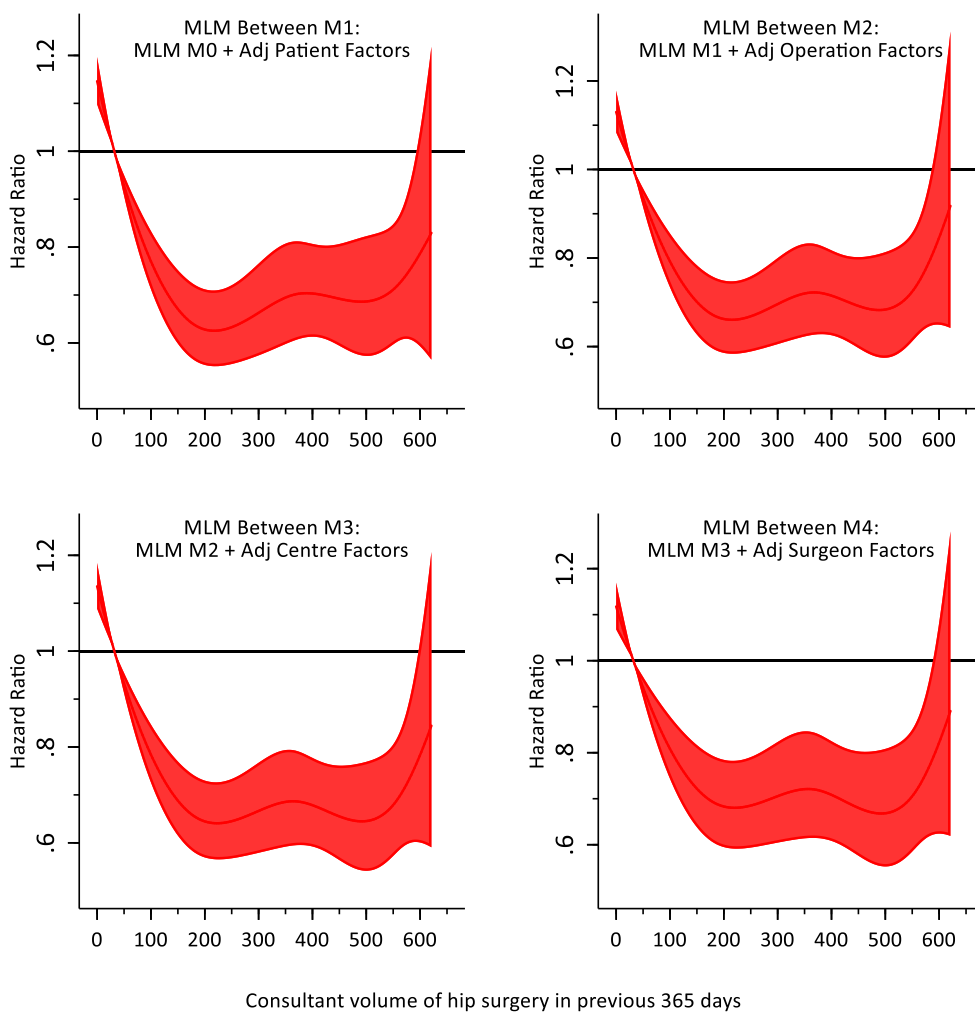 MLM Between M1:
MLM M0 + Adj Patient Factors
Hazard Ratio
1.2
1
.8
.6
0 100 200 300 400 500 600
MLM Between M2:
MLM M1 + Adj Operation Factors
Hazard Ratio
1.2
1
.8
.6
0 100 200 300 400 500 600
MLM Between M3:
MLM M2 + Adj Centre Factors
Hazard Ratio
1.2
1
.8
.6
0 100 200 300 400 500 600
MLM Between M4:
MLM M3 + Adj Surgeon Factors
Hazard Ratio
1.2
1
.8
.6
0 100 200 300 400 500 600
Consultant volume of hip surgery in previous 365 days